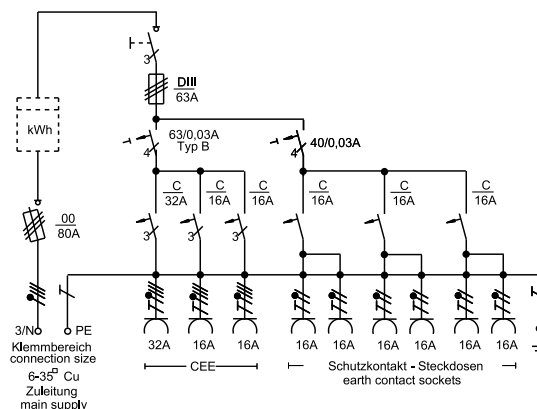 3
DIII
63A
kWh
63/0,03A
Typ B
4
40/0,03A
4
C
32A
C
16A
C
16A
C
16A
C
16A
C
16A
00
80A
3
3
3
3/N
PE
32A
16A
16A
16A
16A
16A
16A
16A
16A
Klemmbereich
connection size
6-35□ Cu
Zuleitung
main supply
CEE
Schutzkontakt - Steckdosen
earth contact sockets